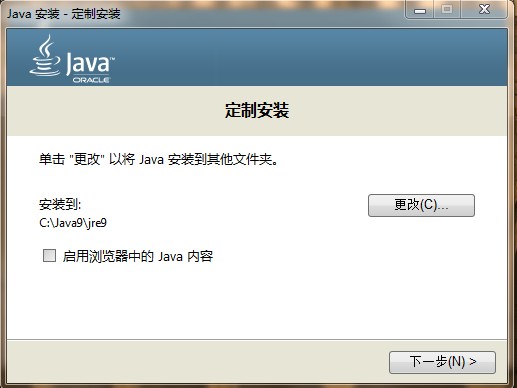 Java 安装 - 定制安装
Java™
ORACLE
定制安装
单击 "更改" 以将 Java 安装到其他文件夹。
安装到:
更改(C)...
C:\Java9\jre9
启用浏览器中的 Java 内容
下一步(N) >